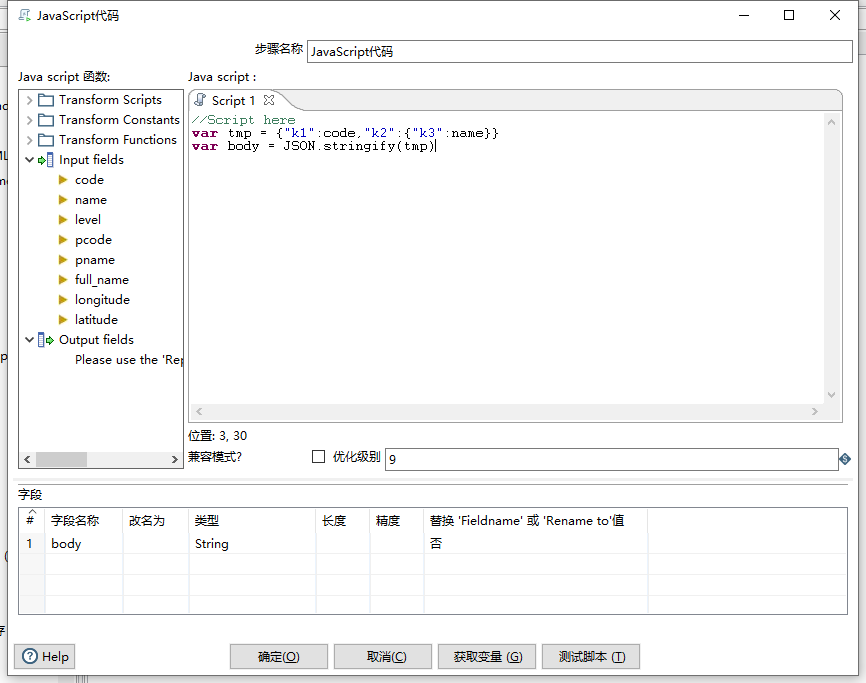 JavaScript代码
步骤名称 JavaScript代码
Java script 函数:
Java script :
Transform Scripts
Transform Constants
Transform Functions
Input fields
code
name
level
pcode
pname
full_name
longitude
latitude
Output fields
Please use the 'Rep
Script 1
//Script here
var tmp = {"k1":code,"k2":{"k3":name}}
var body = JSON.stringify(tmp)
位置: 3, 30
兼容模式? 优化级别 9
字段
# 字段名称 改名为 类型 长度 精度 替换 'Fieldname' 或 'Rename to'值
1 body String 否
Help 确定(O) 取消(C) 获取变量 (G) 测试脚本 (T)